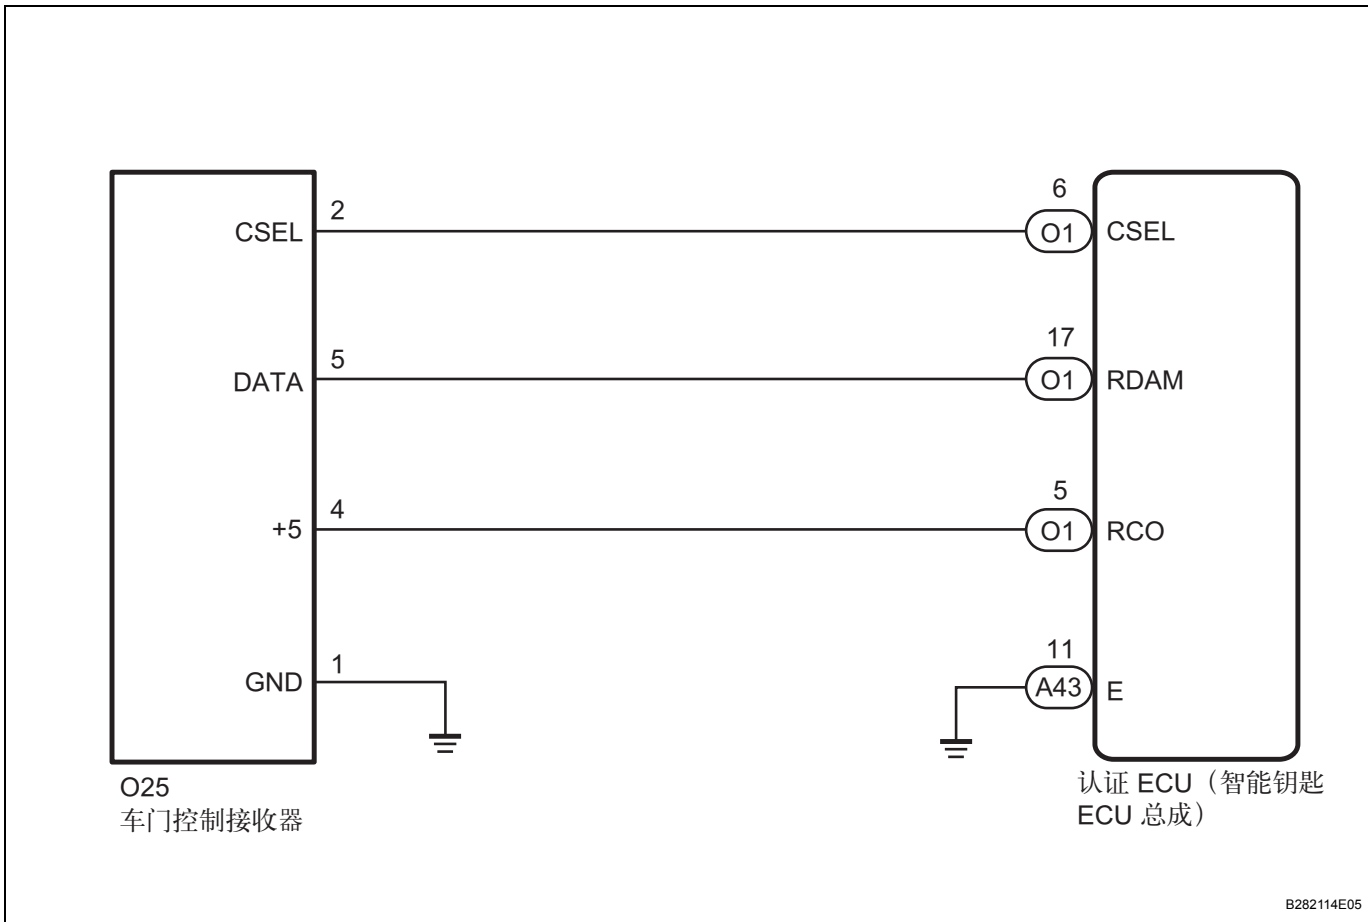 2
6
CSEL
O1
CSEL
5
17
DATA
O1
RDAM
4
5
+5
O1
RCO
1
11
GND
A43
E
O25
车门控制接收器
认证 ECU（智能钥匙
ECU 总成）
B282114E05